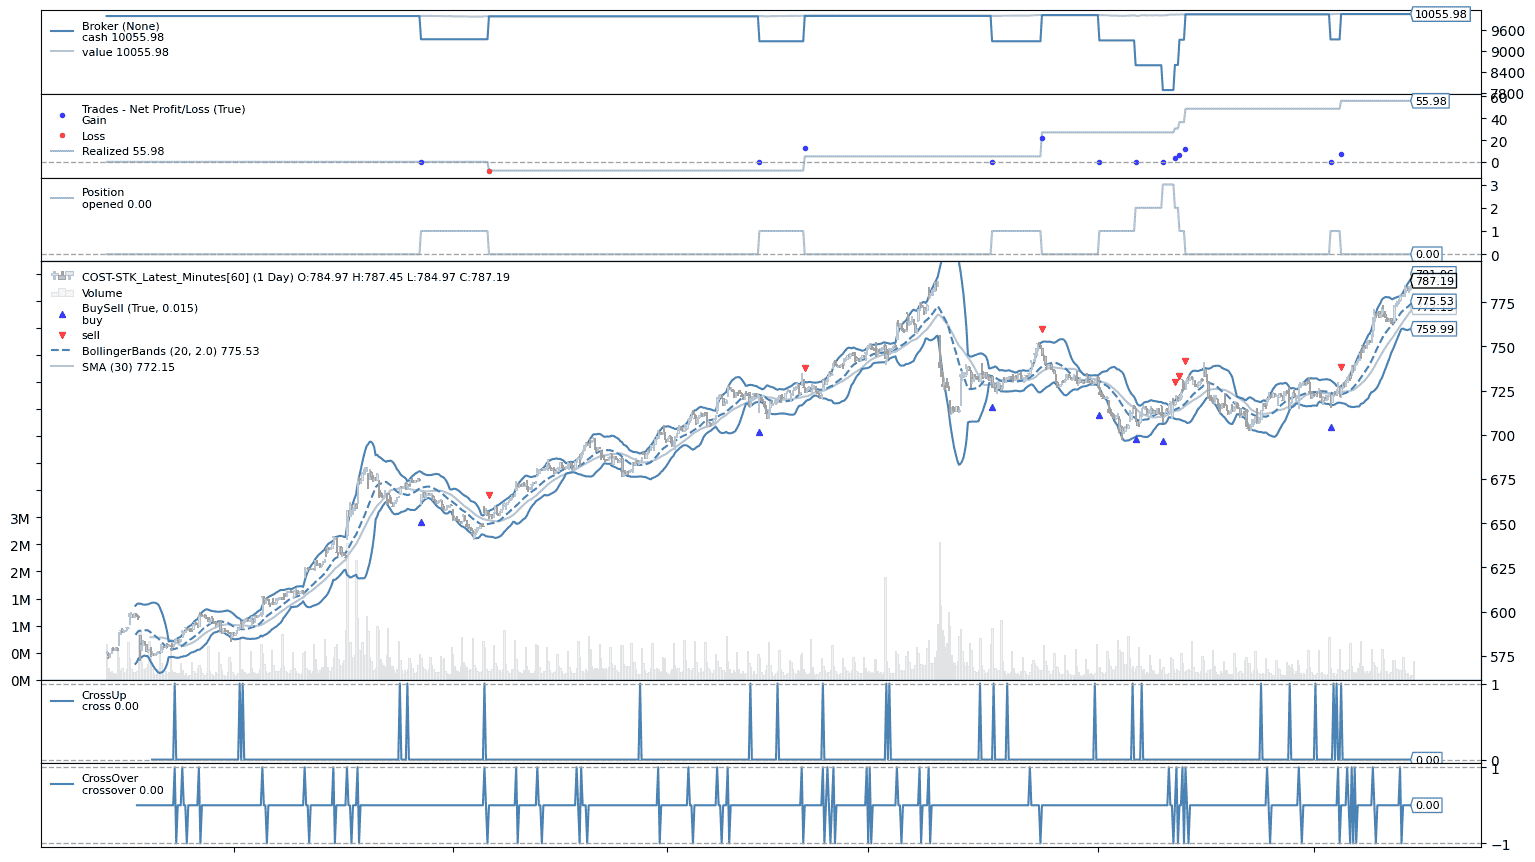 Broker (None)
cash 10055.98
value 10055.98
10055.98
9600
9000
8400
7800
Trades - Net Profit/Loss (True)
Gain
Loss
Realized 55.98
55.98
60
40
20
0
Position
opened 0.00
3
2
1
0
0.00
COST-STK_Latest_Minutes[60] (1 Day) O:784.97 H:787.45 L:784.97 C:787.19
Volume
BuySell (True, 0.015)
buy
sell
BollingerBands (20, 2.0) 775.53
SMA (30) 772.15
787.19
775.53
772.15
759.99
775
750
725
700
675
650
625
600
575
3M
2M
2M
1M
1M
0M
0M
CrossUp
cross 0.00
1
0
0.00
CrossOver
crossover 0.00
1
0.00
−1